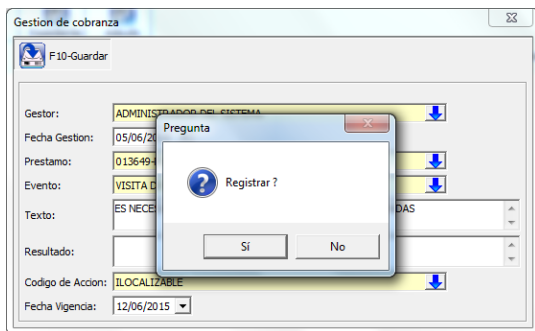 Gestion de cobranza
F10-Guardar
Gestor: ADMINISTRADOR DEL SISTEMA
Fecha Gestion: 05/06/20
Pregunta
Prestamo: 013649-
Registrar ?
Evento: VISITA D
Texto: ES NECES DAS
Sí No
Resultado:
Codigo de Accion: ILOCALIZABLE
Fecha Vigencia: 12/06/2015